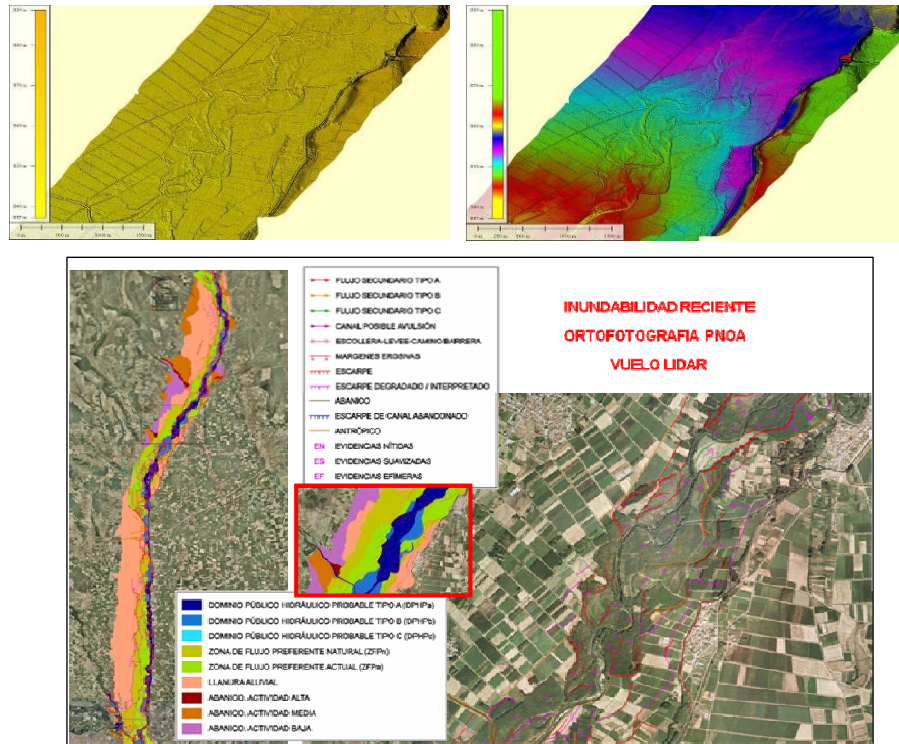 INUNDABILIDAD RECIENTE
ORTOFOTOGRAFIA PNOA
VUELO LIDAR
FLUJO SECUNDARIO TIPO A
FLUJO SECUNDARIO TIPO B
FLUJO SECUNDARIO TIPO C
CANAL POSIBLE AVULSIÓN
ESCOLLERA-LEVEE-CAMINO BARRERA
MARGENES EROSIVAS
ESCARPE
ESCARPE DEGRADADO / INTERPRETADO
ABANICO
ESCARPE DE CANAL ABANDONADO
ANTRÓPICO
EN EVIDENCIAS NÍTIDAS
ES EVIDENCIAS SUAVIZADAS
EF EVIDENCIAS EFÍMERAS
DOMINIO PÚBLICO HIDRÁULICO PROBABLE TIPO A (DPHPa)
DOMINIO PÚBLICO HIDRÁULICO PROBABLE TIPO B (DPHPb)
DOMINIO PÚBLICO HIDRÁULICO PROBABLE TIPO C (DPHPc)
ZONA DE FLUJO PREFERENTE NATURAL (ZFPn)
ZONA DE FLUJO PREFERENTE ACTUAL (ZFPa)
LLANURA ALUVIAL
ABANICO: ACTIVIDAD ALTA
ABANICO: ACTIVIDAD MEDIA
ABANICO: ACTIVIDAD BAJA